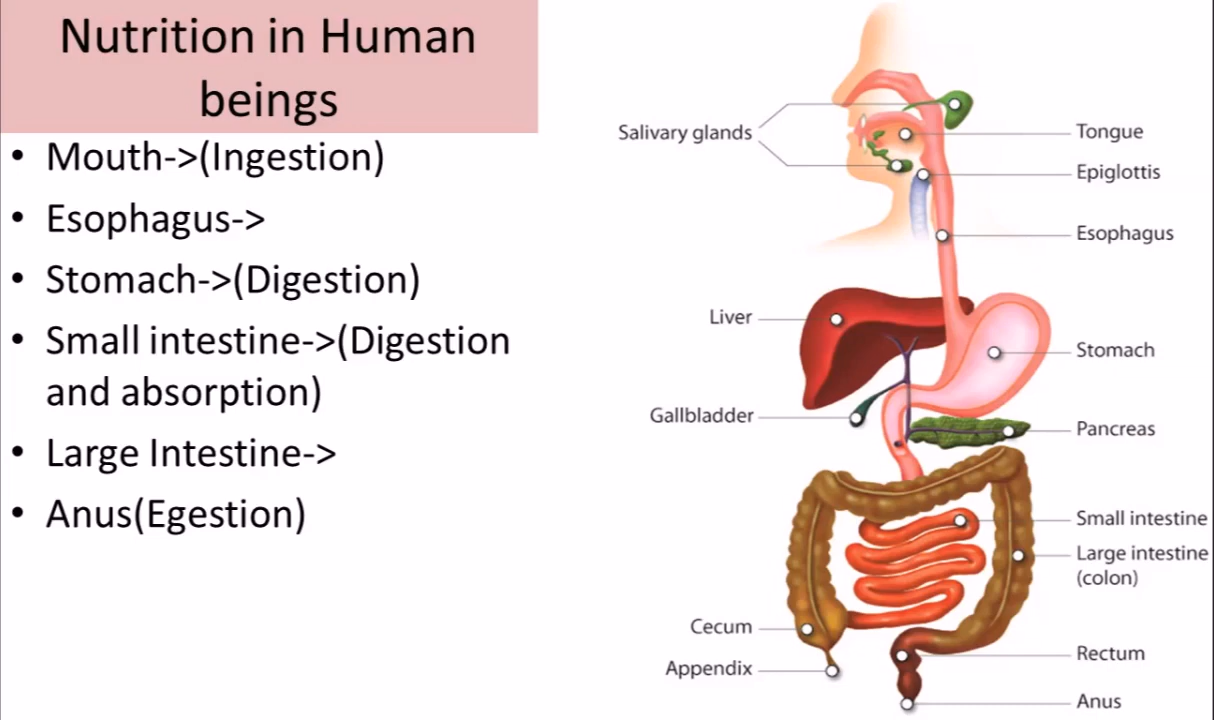 Nutrition in Human
beings
• Mouth->(Ingestion)
• Esophagus->
• Stomach->(Digestion)
• Small intestine->(Digestion
and absorption)
• Large Intestine->
• Anus(Egestion)
Salivary glands
Tongue
Epiglottis
Esophagus
Liver
Stomach
Gallbladder
Pancreas
Small intestine
Large intestine
(colon)
Cecum
Rectum
Appendix
Anus